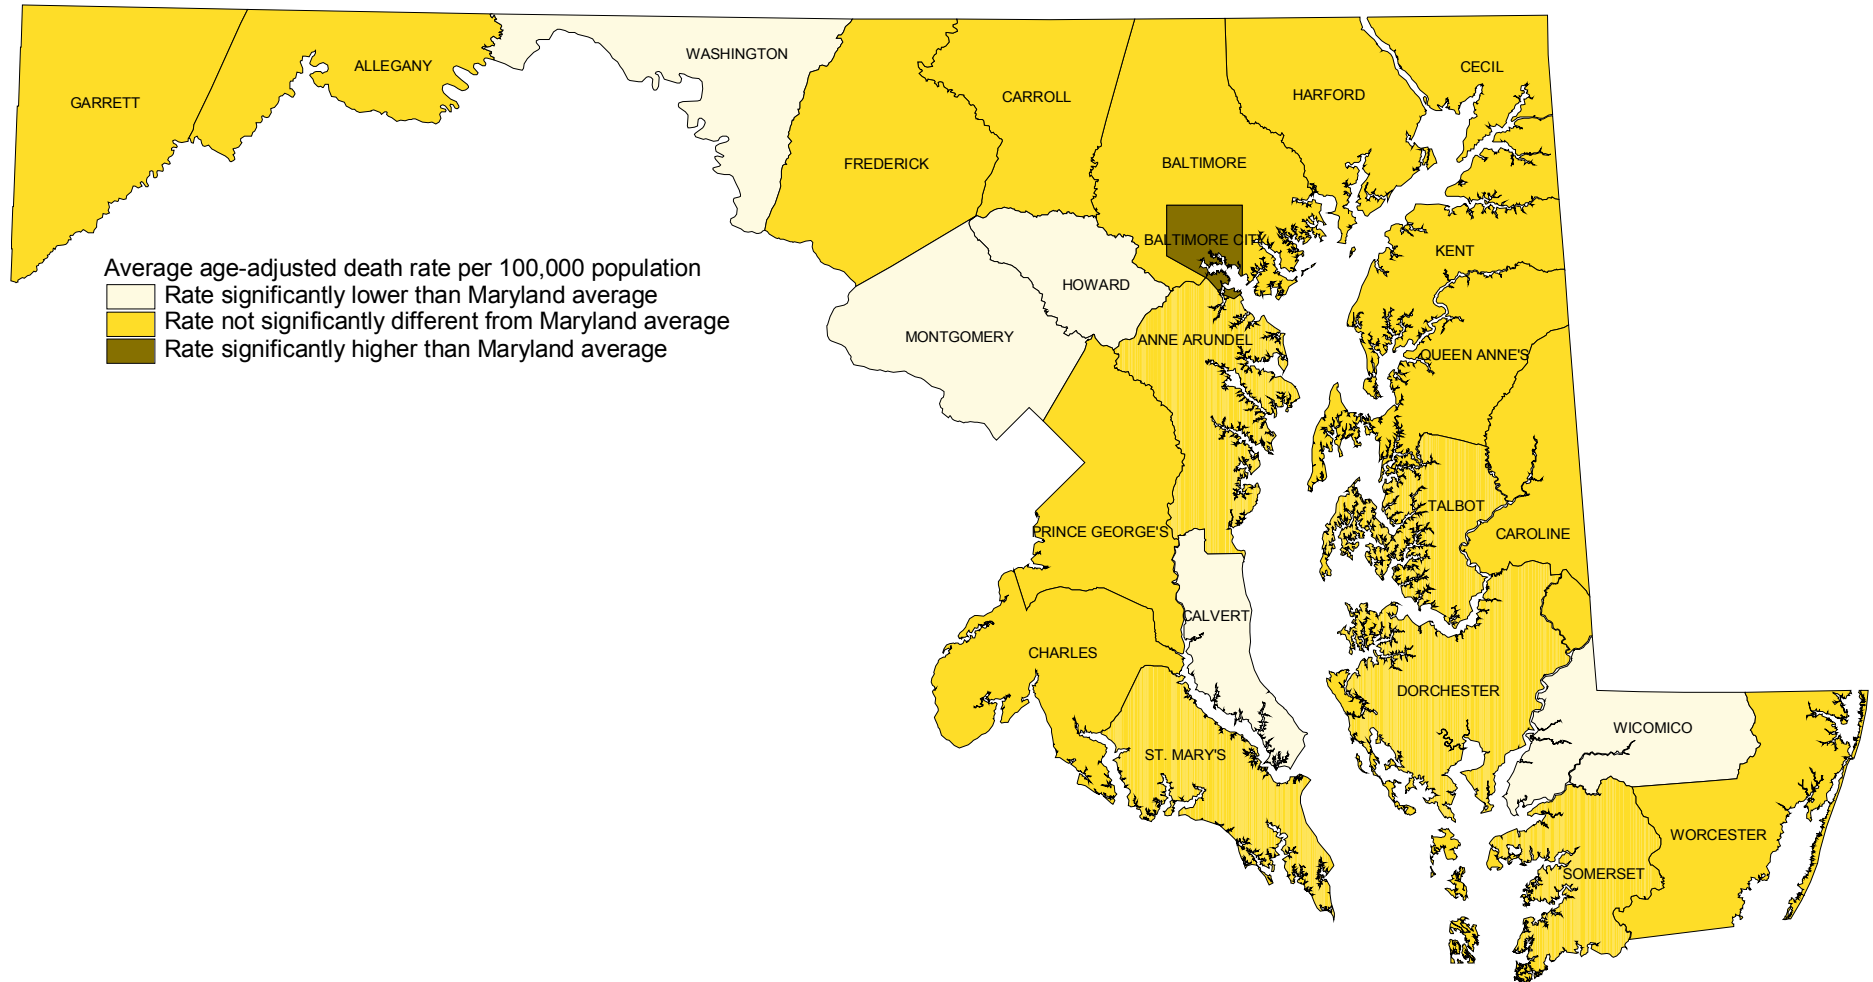 WASHINGTON
ALLEGANY
CECIL
GARRETT
CARROLL
HARFORD
FREDERICK
BALTIMORE
BALTIMORE CITY
KENT
Average age-adjusted death rate per 100,000 population
Rate significantly lower than Maryland average
Rate not significantly different from Maryland average
Rate significantly higher than Maryland average
HOWARD
MONTGOMERY
ANNE ARUNDEL
QUEEN ANNE'S
TALBOT
PRINCE GEORGE'S
CAROLINE
CALVERT
CHARLES
DORCHESTER
WICOMICO
ST. MARY'S
WORCESTER
SOMERSET